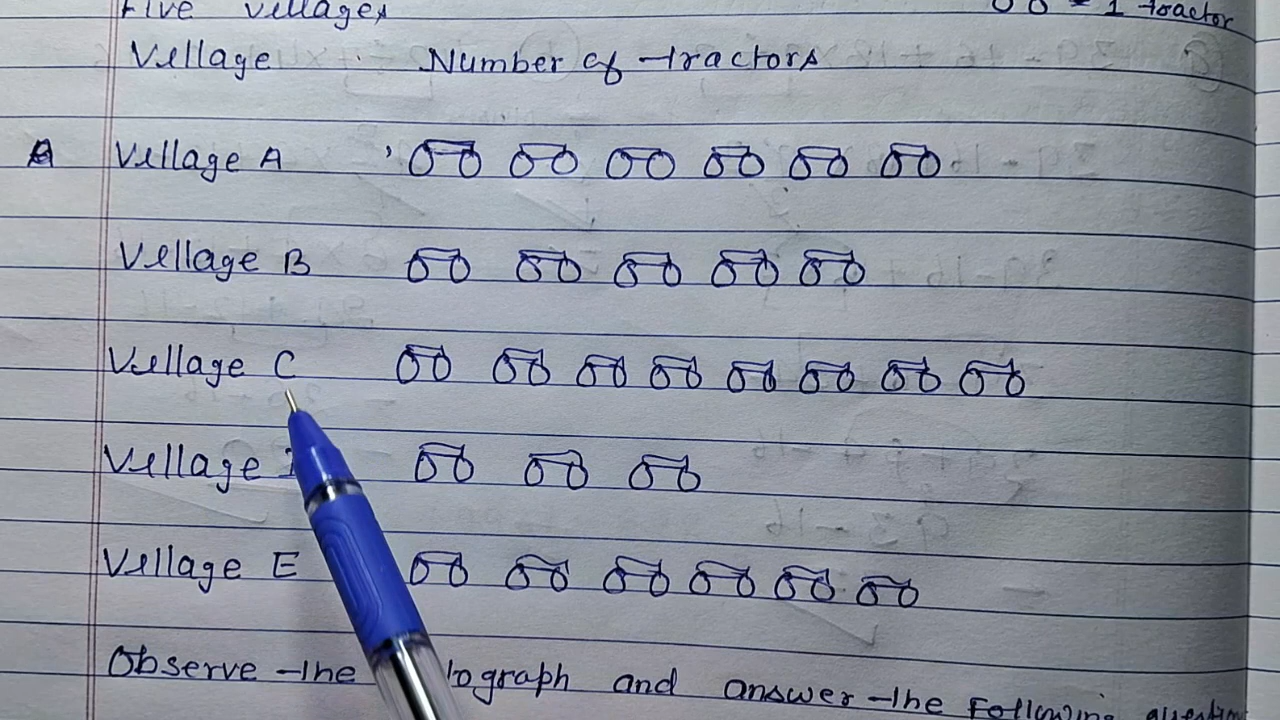 Five villages = 1 tractor
Village Number of tractors
A Village A
Village B
Village C
Village
Village E
Observe the and answer the following